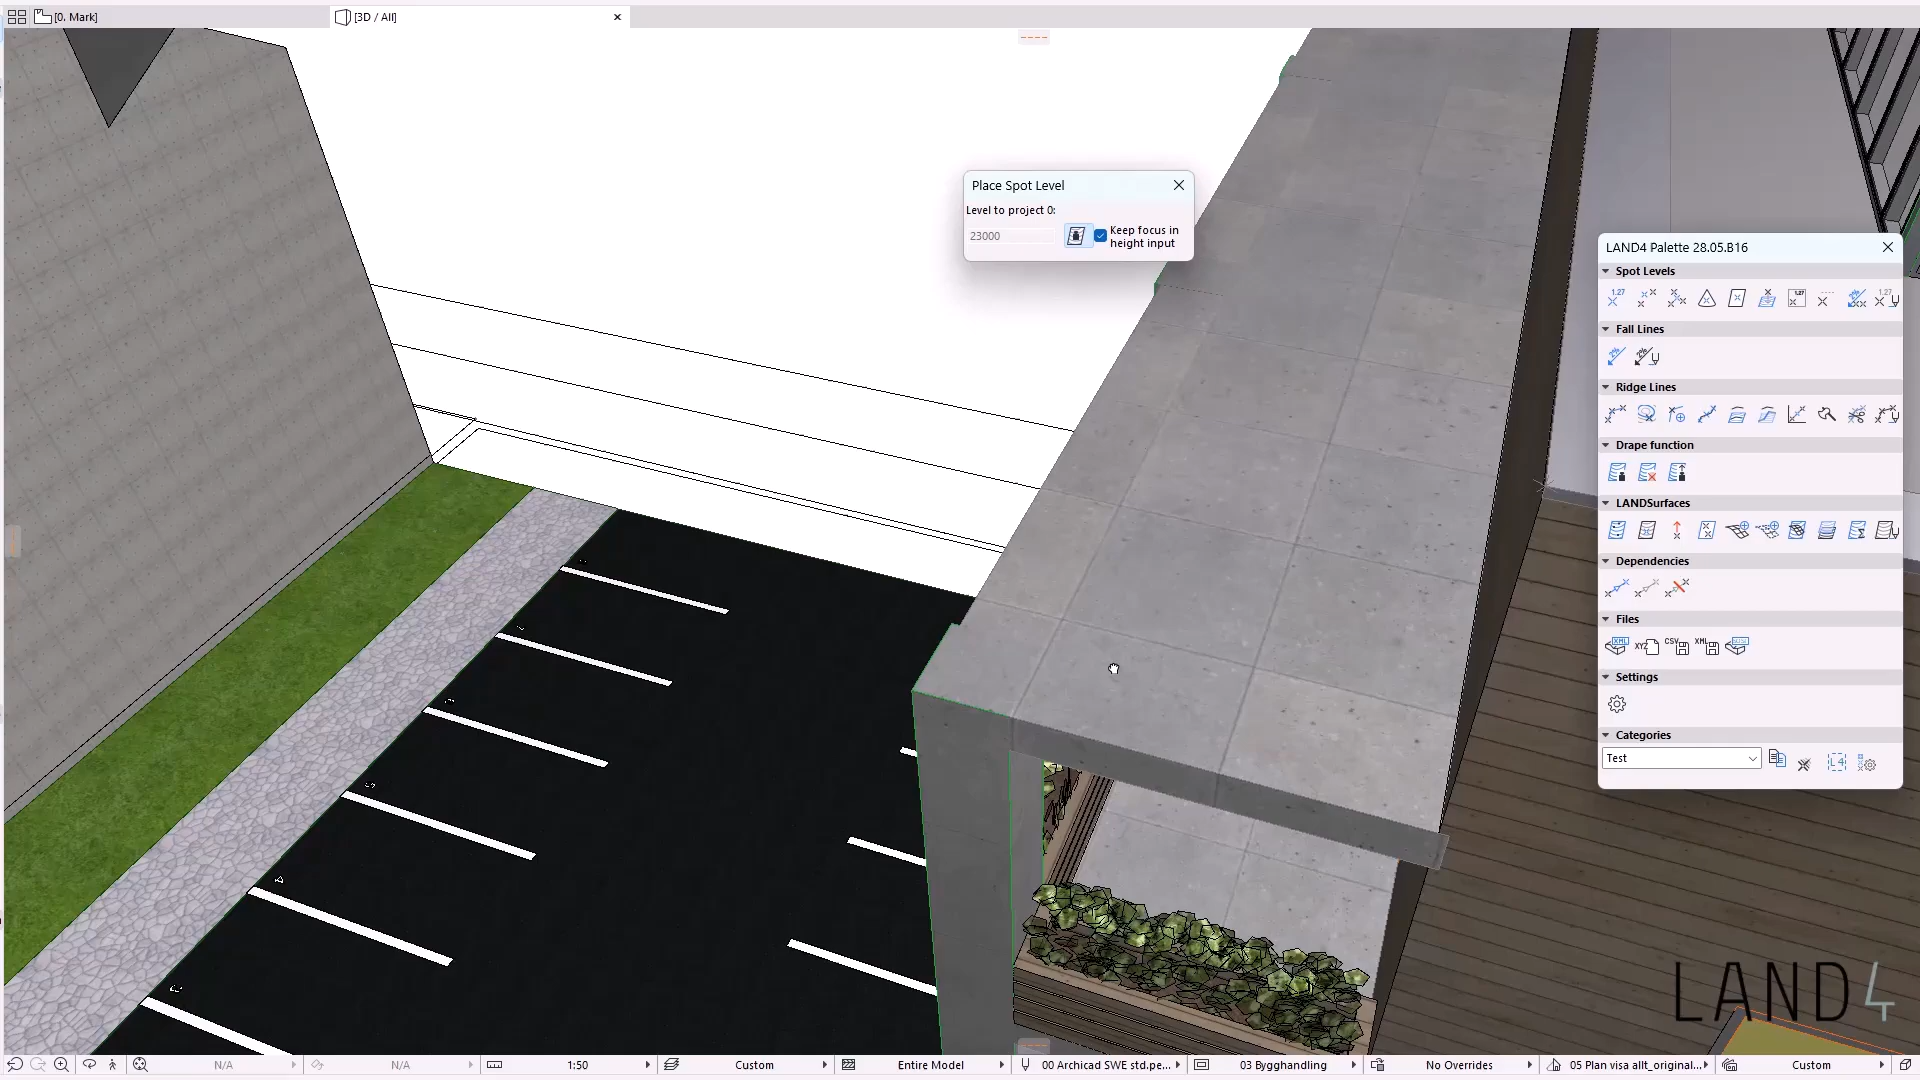 [0. Mark]
[3D / All]
Place Spot Level
Level to project 0:
23000
Keep focus in
height input
LAND4 Palette 28.05.B16
Spot Levels
Fall Lines
Ridge Lines
Drape function
LANDSurfaces
Dependencies
Files
Settings
Categories
Test
LAND4
N/A
N/A
1:50
Custom
Entire Model
00 Archicad SWE std.pe...
03 Bygghandling
No Overrides
05 Plan visa allt_original...
Custom